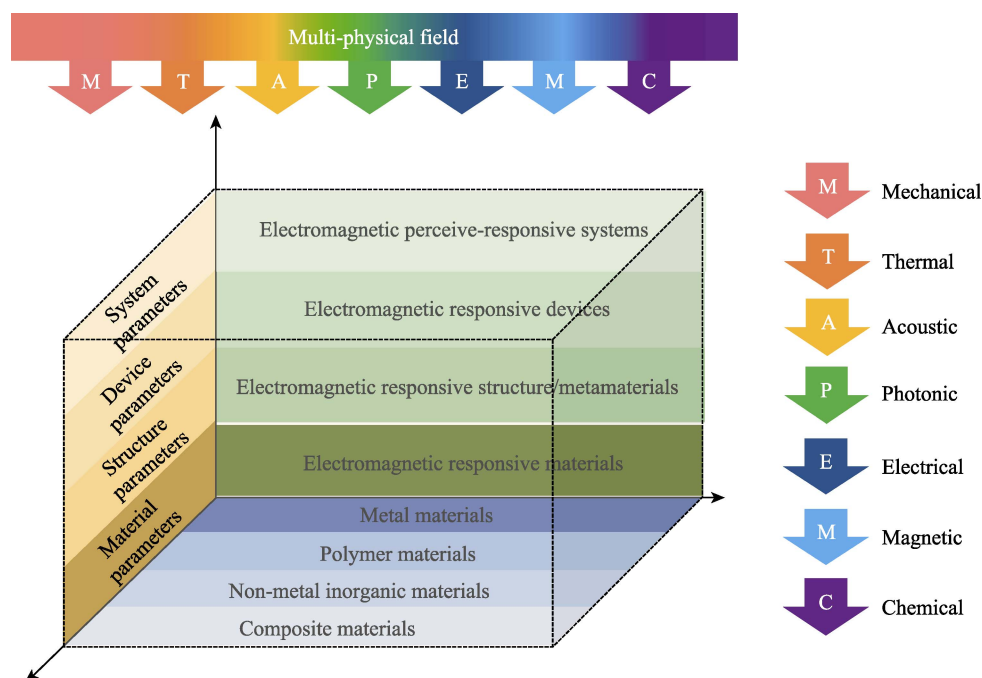 Multi-physical field
M T A P E M C
Electromagnetic perceive-responsive systems
Electromagnetic responsive devices
Electromagnetic responsive structure/metamaterials
Electromagnetic responsive materials
System
parameters
Device
parameters
Structure
parameters
Material
parameters
Metal materials
Polymer materials
Non-metal inorganic materials
Composite materials
M Mechanical
T Thermal
A Acoustic
P Photonic
E Electrical
M Magnetic
C Chemical